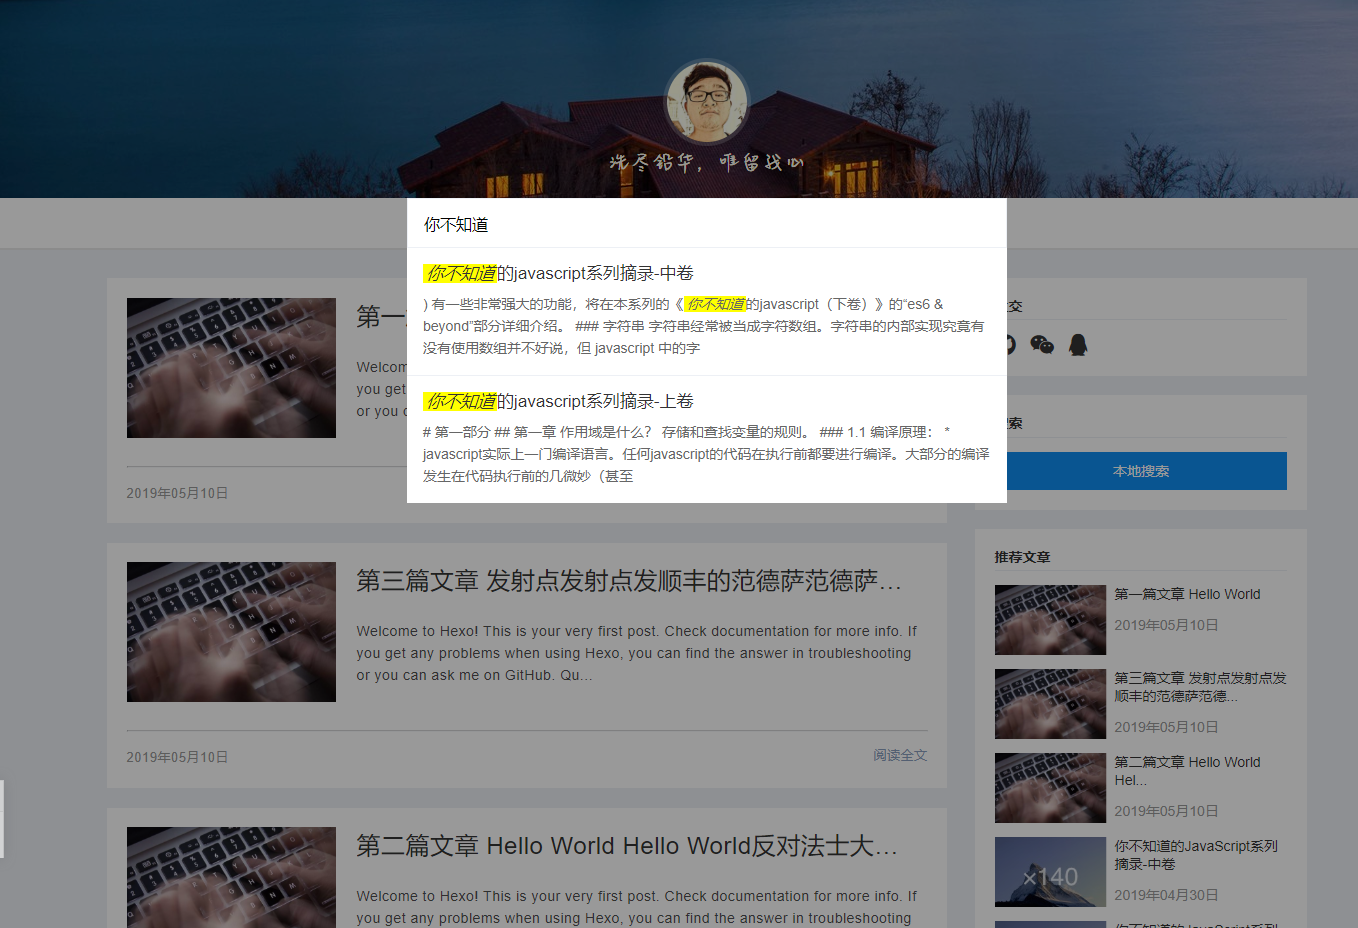 洗尽铅华，唯留我心
你不知道
你不知道的javascript系列摘录-中卷
) 有一些非常强大的功能，将在本系列的《你不知道的javascript（下卷）》的“es6 &
beyond”部分详细介绍。 ### 字符串 字符串经常被当成字符数组。字符串的内部实现究竟有
没有使用数组并不好说，但 javascript 中的字
你不知道的javascript系列摘录-上卷
# 第一部分 ## 第一章 作用域是什么？ 存储和查找变量的规则。 ### 1.1 编译原理： *
javascript实际上一门编译语言。任何javascript的代码在执行前都要进行编译。大部分的编译
发生在代码执行前的几微妙（甚至
第一
Welcome
you get
or you
2019年05月10日
第三篇文章 发射点发射点发顺丰的范德萨范德萨…
Welcome to Hexo! This is your very first post. Check documentation for more info. If
you get any problems when using Hexo, you can find the answer in troubleshooting
or you can ask me on GitHub. Qu...
2019年05月10日
阅读全文
第二篇文章 Hello World Hello World反对法士大…
Welcome to Hexo! This is your very first post. Check documentation for more info. If
you get any problems when using Hexo, you can find the answer in troubleshooting
交
索
本地搜索
推荐文章
第一篇文章 Hello World
2019年05月10日
第三篇文章 发射点发射点发
顺丰的范德萨范德...
2019年05月10日
第二篇文章 Hello World
Hel...
2019年05月10日
×140
你不知道的JavaScript系列
摘录-中卷
2019年04月30日
你不知道的JavaScript系列